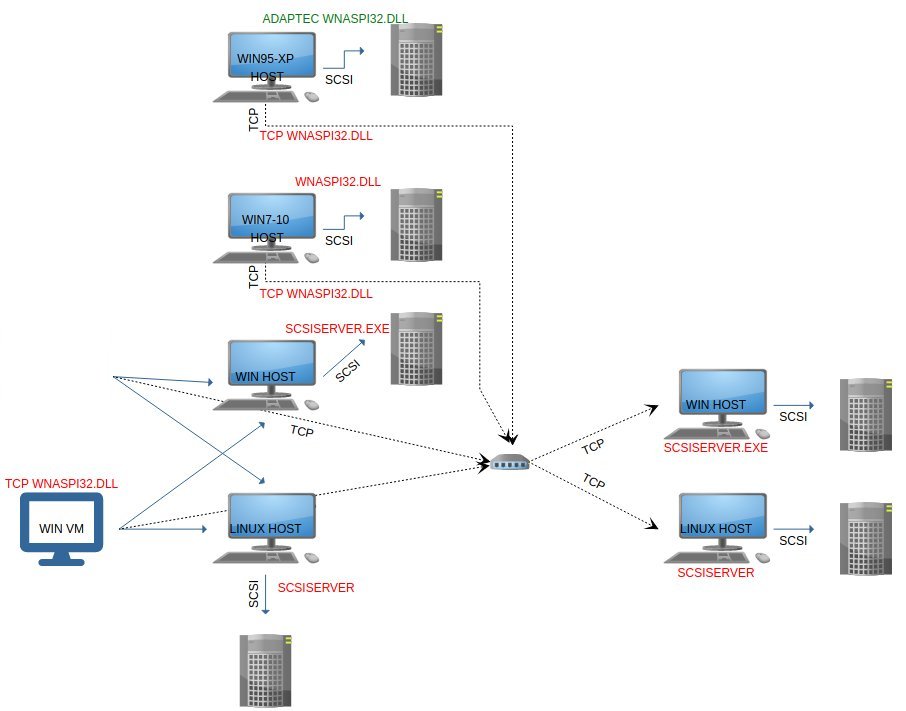 ADAPTEC WNASPI32.DLL
WIN95-XP
HOST
SCSI
TCP
TCP WNASPI32.DLL
WNASPI32.DLL
WIN7-10
HOST
SCSI
TCP
TCP WNASPI32.DLL
SCSISERVER.EXE
WIN HOST
SCSI
TCP
WIN HOST
SCSI
SCSISERVER.EXE
TCP
TCP
TCP WNASPI32.DLL
WIN VM
LINUX HOST
SCSI
SCSISERVER
LINUX HOST
SCSI
SCSISERVER